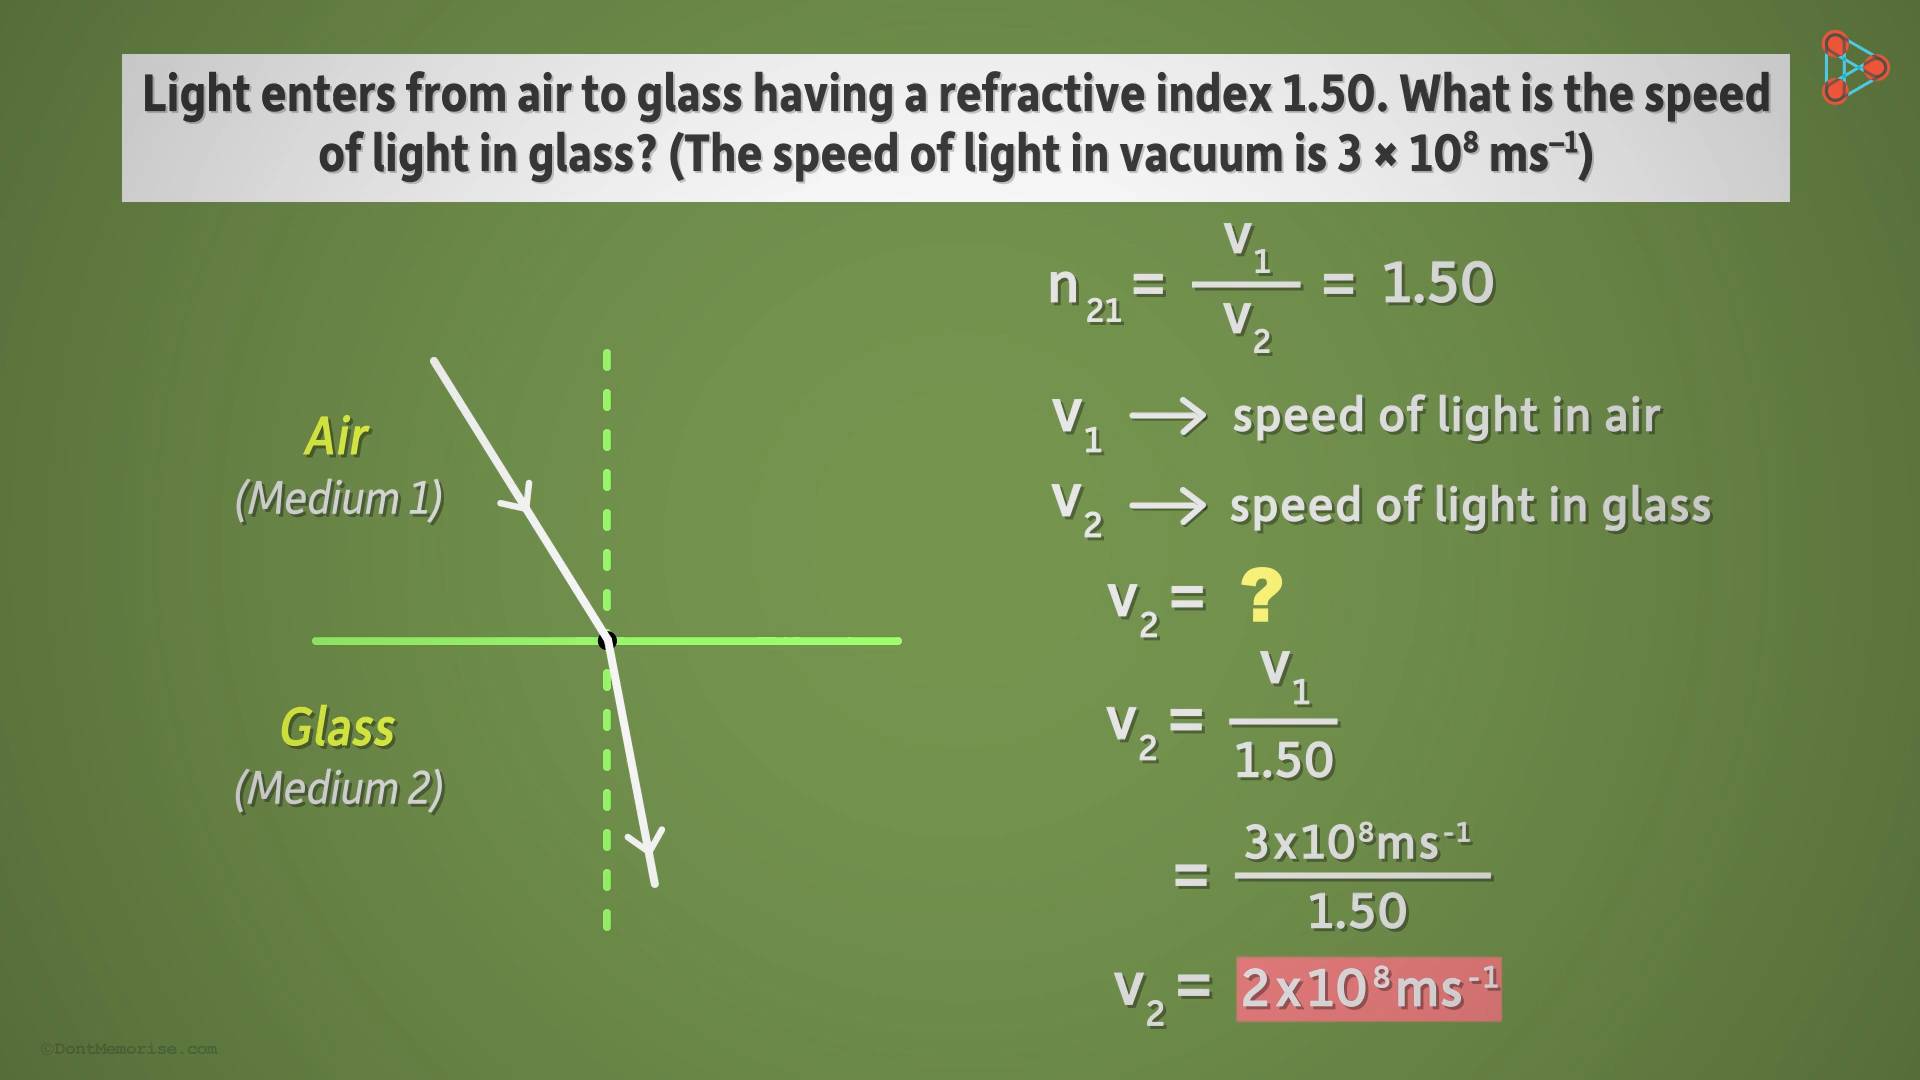 Light enters from air to glass having a refractive index 1.50. What is the speed
of light in glass? (The speed of light in vacuum is 3 × 10⁸ ms⁻¹)
n₂₁ = v₁/v₂ = 1.50
v₁ → speed of light in air
v₂ → speed of light in glass
v₂ = ?
v₂ = v₁/1.50
= 3x10⁸ms⁻¹/1.50
v₂ = 2x10⁸ms⁻¹
Air
(Medium 1)
Glass
(Medium 2)
©DontMemorise.com